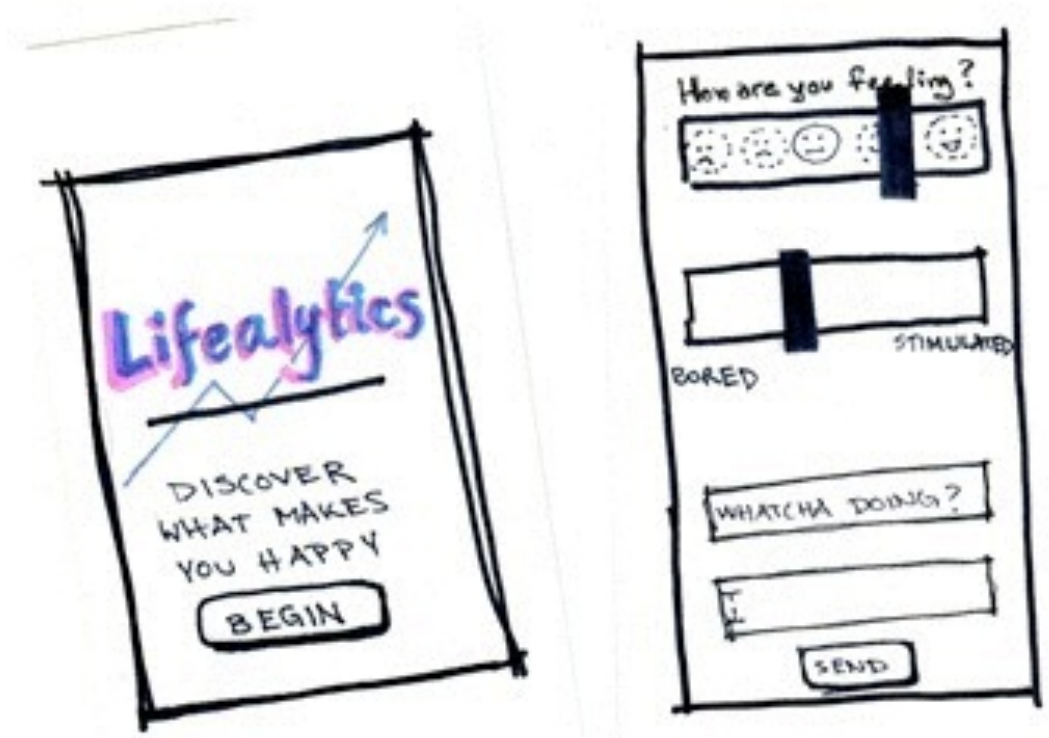 Lifealytics
DISCOVER
WHAT MAKES
YOU HAPPY
BEGIN
How are you feeling?
STIMULATED
BORED
WHATCHA DOING?
SEND